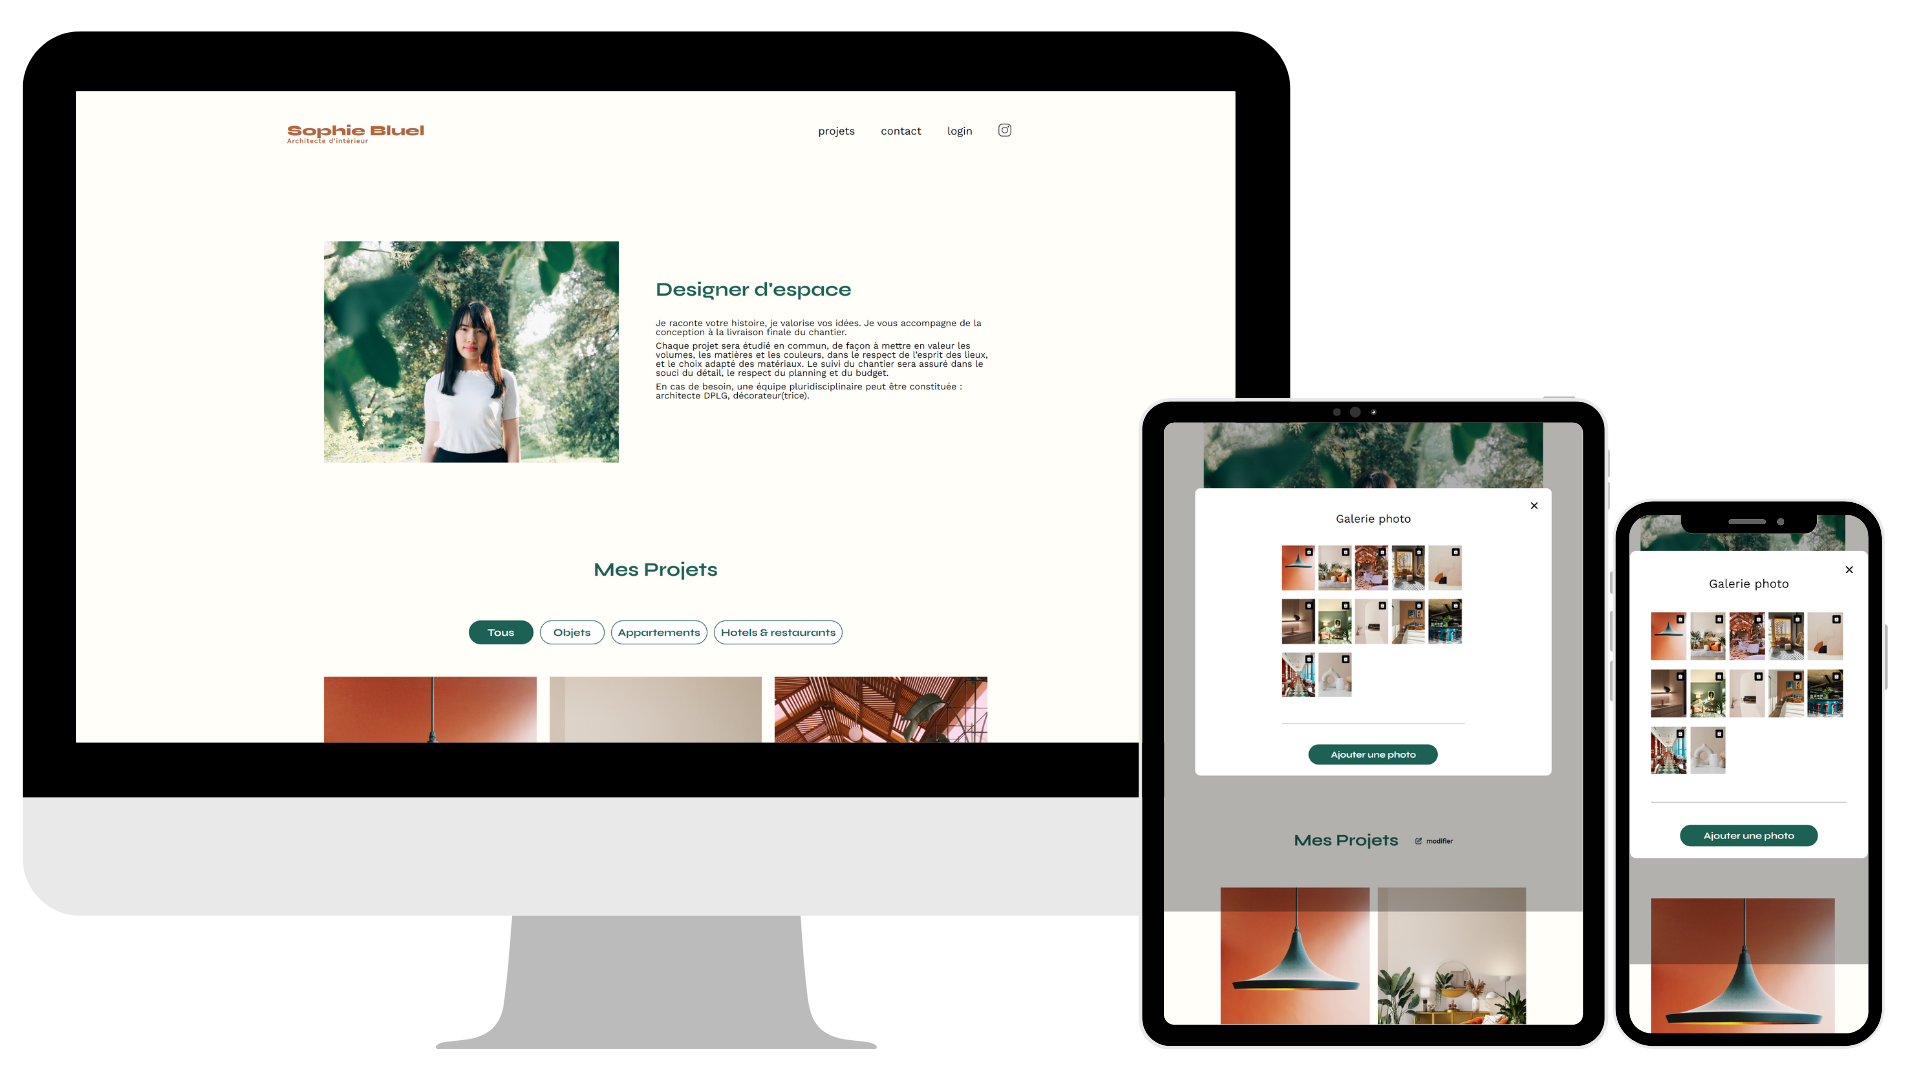 Sophie Bluel
Architecte d'intérieur
projets
contact
login
Designer d'espace
Je raconte votre histoire, je valorise vos idées. Je vous accompagne de la
conception à la livraison finale du chantier.
Chaque projet sera étudié en commun, de façon à mettre en valeur les
volumes, les matières et les couleurs, dans le respect de l'esprit des lieux,
et le choix adapté des matériaux. Le suivi du chantier sera assuré dans le
souci du détail, le respect du planning et du budget.
En cas de besoin, une équipe pluridisciplinaire peut être constituée :
architecte DPLG, décorateur(trice).
Mes Projets
Tous
Objets
Appartements
Hotels & restaurants
Galerie photo
Ajouter une photo
Mes Projets
modifier
Galerie photo
Ajouter une photo